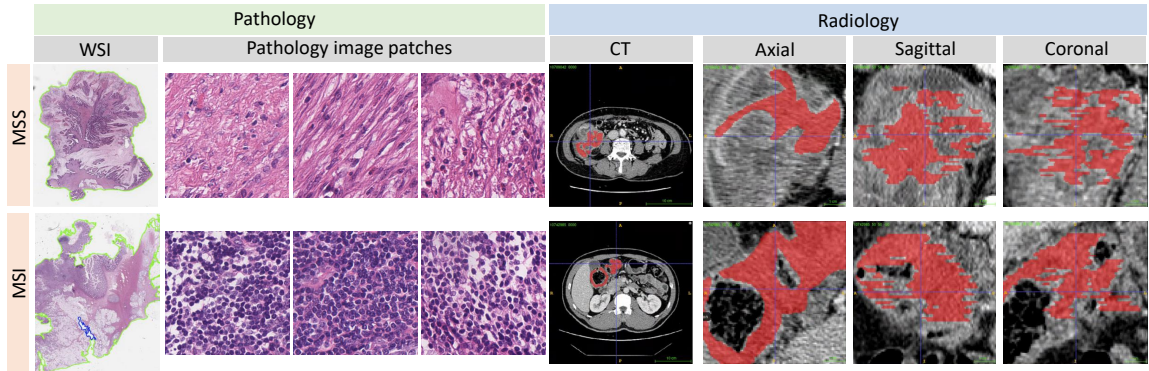 Pathology
Radiology
WSI
Pathology image patches
CT
Axial
Sagittal
Coronal
MSS
MSI